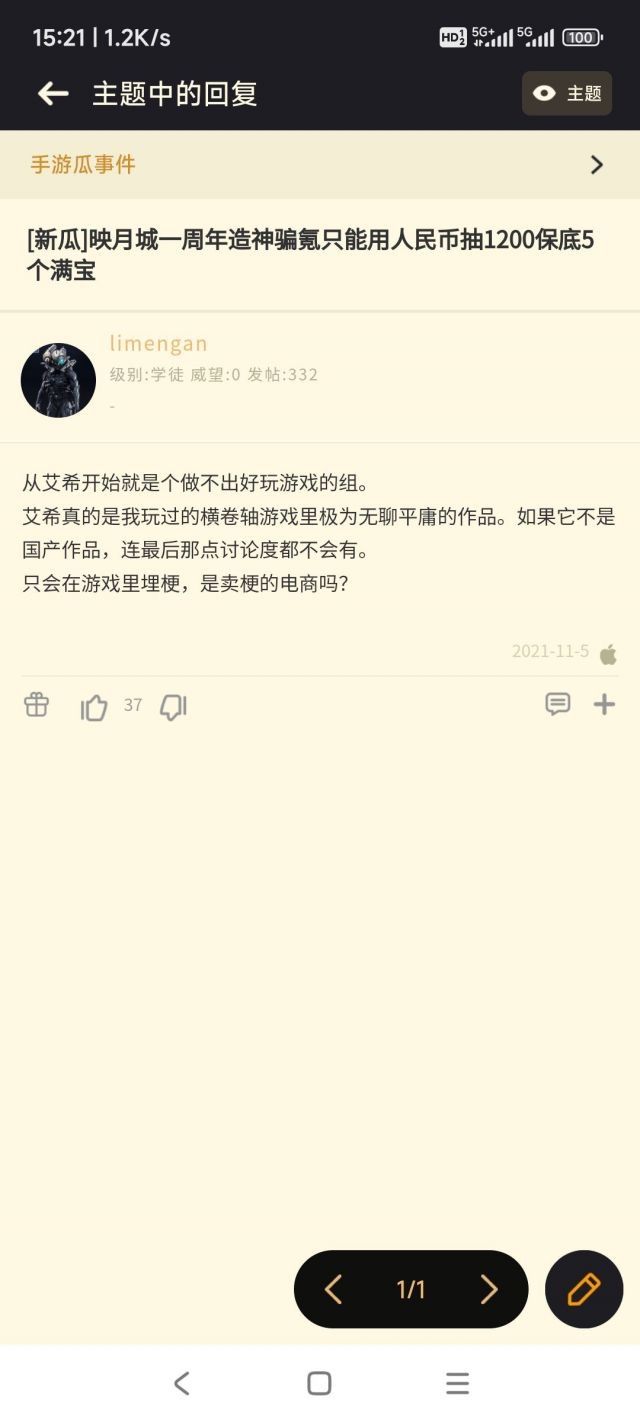 15:21 | 1.2K/s
HD1 2 5G+ 5G 100
主题中的回复
主题
手游瓜事件
[新瓜]映月城一周年造神骗氪只能用人民币抽1200保底5
个满宝
limengan
级别:学徒 威望:0 发帖:332
-
从艾希开始就是个做不出好玩游戏的组。
艾希真的是我玩过的横卷轴游戏里极为无聊平庸的作品。如果它不是
国产作品，连最后那点讨论度都不会有。
只会在游戏里埋梗，是卖梗的电商吗？
2021-11-5
37
1/1